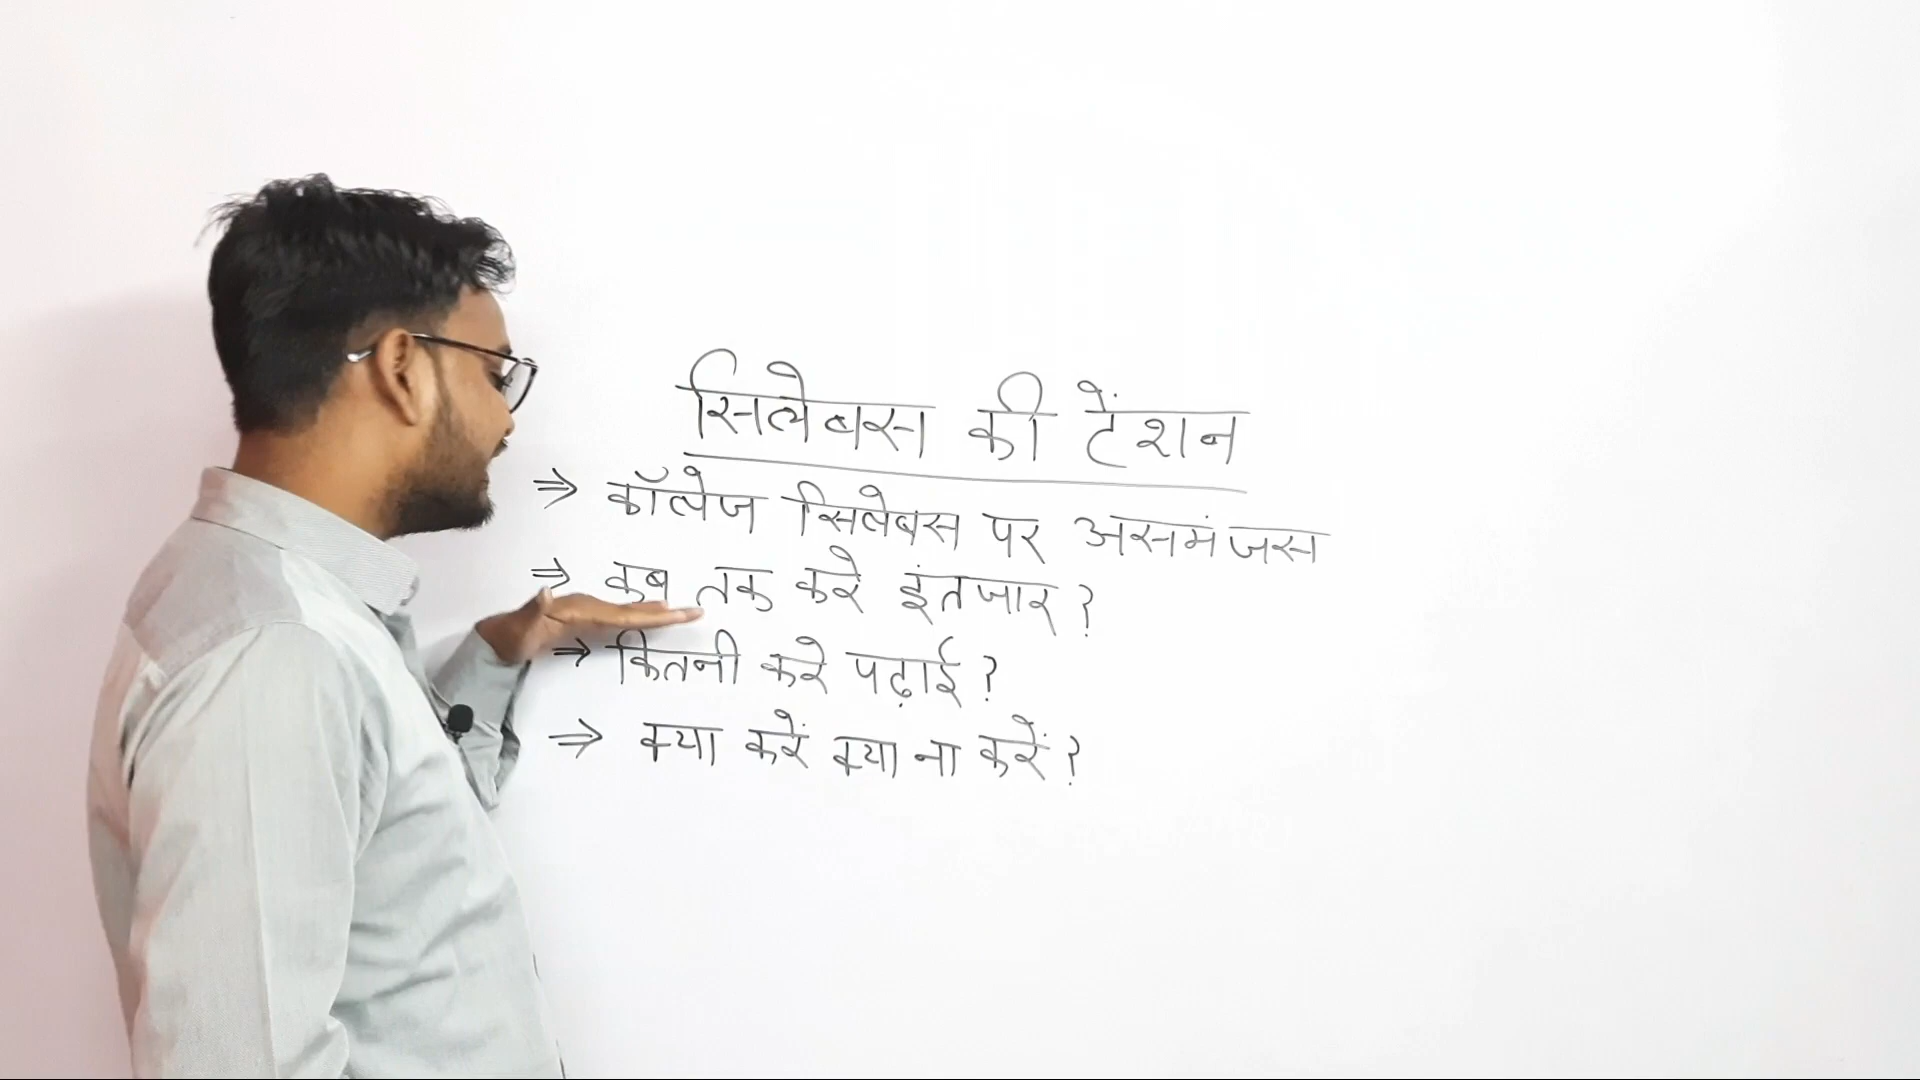 सिलेबस की टेंशन
⇒ कॉलेज सिलेबस पर असमंजस
⇒ कब तक करे इंतजार ?
⇒ कितनी करे पढ़ाई ?
⇒ क्या करें क्या ना करें ?